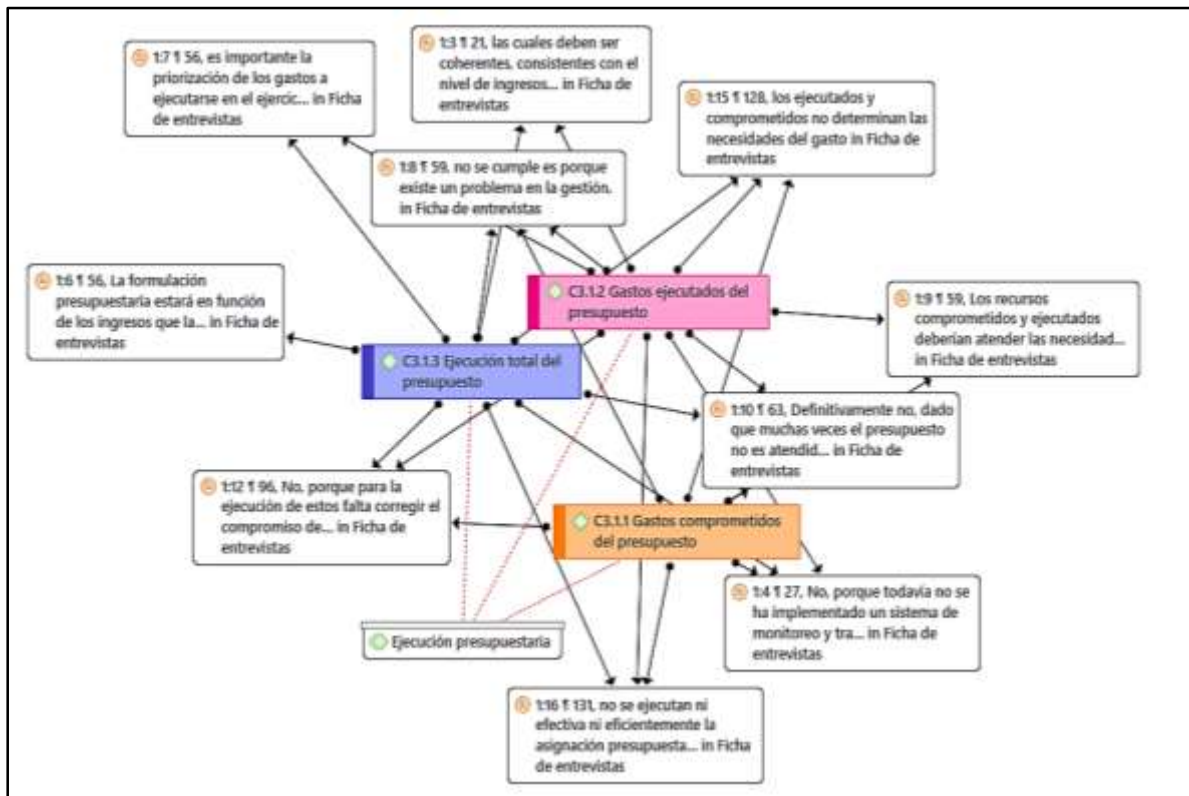 1:7 ¶ 56, es importante la
priorización de los gastos a
ejecutarse en el ejercic... in Ficha
de entrevistas
1:3 ¶ 21, las cuales deben ser
coherentes, consistentes con el
nivel de ingresos... in Ficha de
entrevistas
1:15 ¶ 128, los ejecutados y
comprometidos no determinan las
necesidades del gasto in Ficha de
entrevistas
1:8 ¶ 59, no se cumple es porque
existe un problema en la gestión.
in Ficha de entrevistas
1:6 ¶ 56, La formulación
presupuestaria estará en función
de los ingresos que la... in Ficha de
entrevistas
C3.1.2 Gastos ejecutados del
presupuesto
1:9 ¶ 59, Los recursos
comprometidos y ejecutados
deberían atender las necesidad...
in Ficha de entrevistas
C3.1.3 Ejecución total del
presupuesto
1:10 ¶ 63, Definitivamente no, dado
que muchas veces el presupuesto
no es atendid... in Ficha de
entrevistas
1:12 ¶ 96, No, porque para la
ejecución de estos falta corregir el
compromiso de... in Ficha de
entrevistas
C3.1.1 Gastos comprometidos
del presupuesto
1:4 ¶ 27, No, porque todavía no se
ha implementado un sistema de
monitoreo y tra... in Ficha de
entrevistas
Ejecución presupuestaria
1:16 ¶ 131, no se ejecutan ni
efectiva ni eficientemente la
asignación presupuesta... in Ficha
de entrevistas